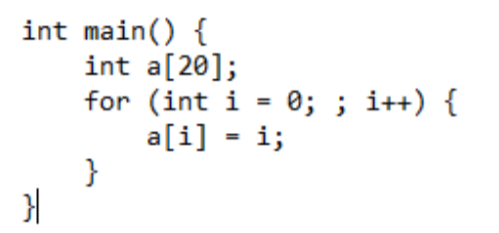 int main() {
    int a[20];
    for (int i = 0; ; i++) {
        a[i] = i;
    }
}